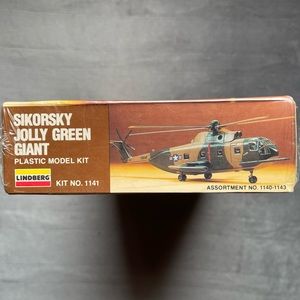 SIKORSKY
JOLLY GREEN
GIANT
PLASTIC MODEL KIT
LINDBERG
KIT NO. 1141
ASSORTMENT NO. 1140-1143